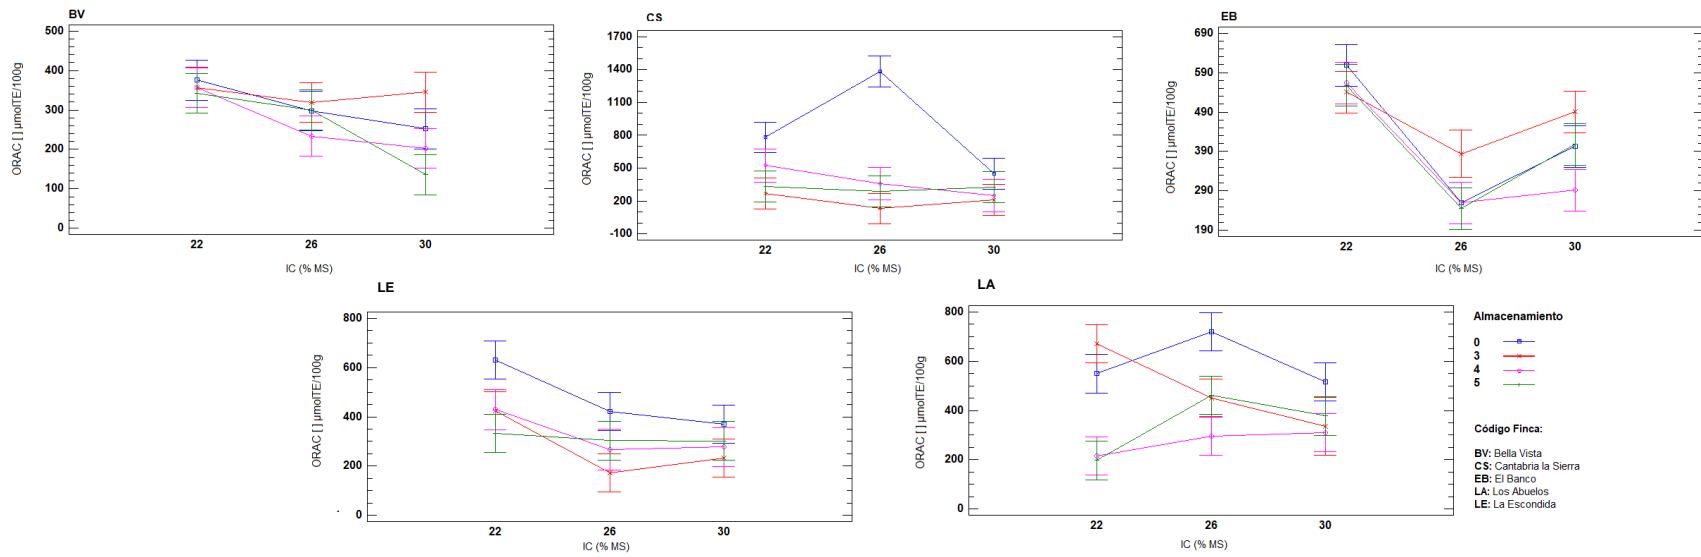 BV
ORAC [ ] µmolTE/100g
500
400
300
200
100
0
22
26
30
IC (% MS)
CS
ORAC [ ] µmolTE/100g
1700
1400
1100
800
500
200
-100
22
26
30
IC (% MS)
EB
ORAC [ ] µmolTE/100g
690
590
490
390
290
190
22
26
30
IC (% MS)
LE
ORAC [ ] µmolTE/100g
800
600
400
200
0
22
26
30
IC (% MS)
LA
ORAC [ ] µmolTE/100g
800
600
400
200
0
22
26
30
IC (% MS)
Almacenamiento
0
3
4
5
Código Finca:
BV: Bella Vista
CS: Cantabria la Sierra
EB: El Banco
LA: Los Abuelos
LE: La Escondida